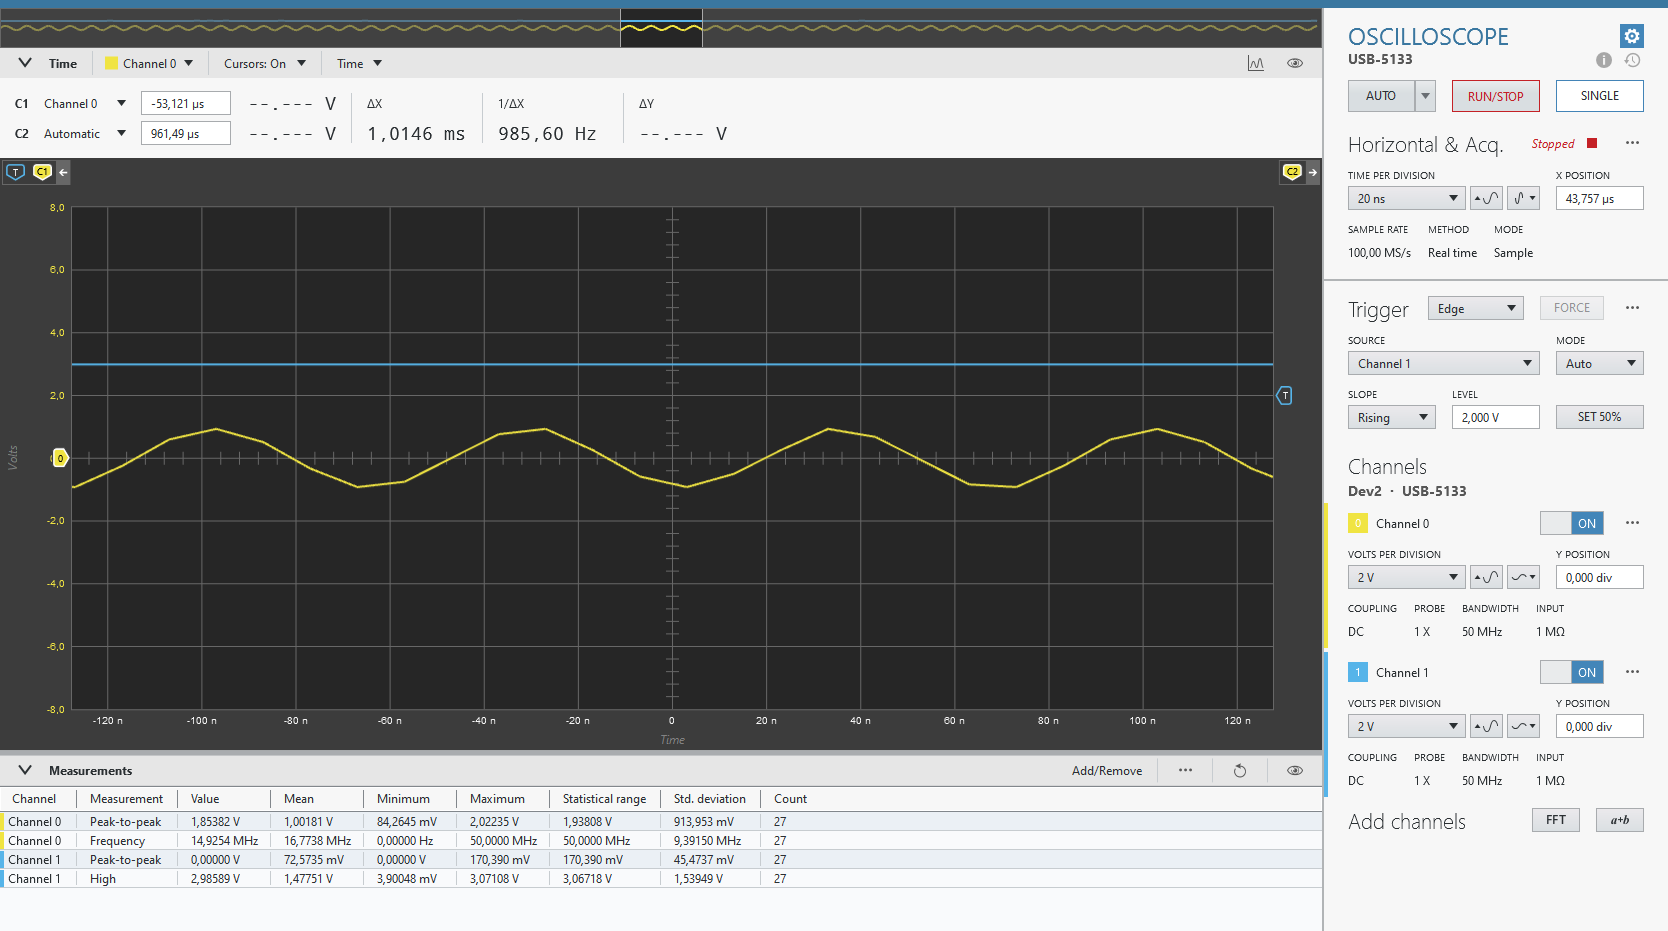 OSCILLOSCOPE
USB-5133
Time Channel 0 Cursors: On Time
C1 Channel 0 -53,121 µs --.--- V ΔX 1/ΔX ΔY
C2 Automatic 961,49 µs --.--- V 1,0146 ms 985,60 Hz --.--- V
AUTO RUN/STOP SINGLE
Horizontal & Acq. Stopped
TIME PER DIVISION X POSITION
20 ns 43,757 µs
SAMPLE RATE METHOD MODE
100,00 MS/s Real time Sample
T C1 C2
8,0
6,0
4,0
2,0
T
0
-2,0
-4,0
-6,0
-8,0
Volts
-120 n -100 n -80 n -60 n -40 n -20 n 0 20 n 40 n 60 n 80 n 100 n 120 n
Time
Trigger Edge FORCE
SOURCE MODE
Channel 1 Auto
SLOPE LEVEL
Rising 2,000 V SET 50%
Channels
Dev2 · USB-5133
0 Channel 0 ON
VOLTS PER DIVISION Y POSITION
2 V 0,000 div
COUPLING PROBE BANDWIDTH INPUT
DC 1 X 50 MHz 1 MΩ
1 Channel 1 ON
VOLTS PER DIVISION Y POSITION
2 V 0,000 div
COUPLING PROBE BANDWIDTH INPUT
DC 1 X 50 MHz 1 MΩ
Add channels FFT a+b
Measurements Add/Remove
Channel Measurement Value Mean Minimum Maximum Statistical range Std. deviation Count
Channel 0 Peak-to-peak 1,85382 V 1,00181 V 84,2645 mV 2,02235 V 1,93808 V 913,953 mV 27
Channel 0 Frequency 14,9254 MHz 16,7738 MHz 0,00000 Hz 50,0000 MHz 50,0000 MHz 9,39150 MHz 27
Channel 1 Peak-to-peak 0,00000 V 72,5735 mV 0,00000 V 170,390 mV 170,390 mV 45,4737 mV 27
Channel 1 High 2,98589 V 1,47751 V 3,90048 mV 3,07108 V 3,06718 V 1,53949 V 27